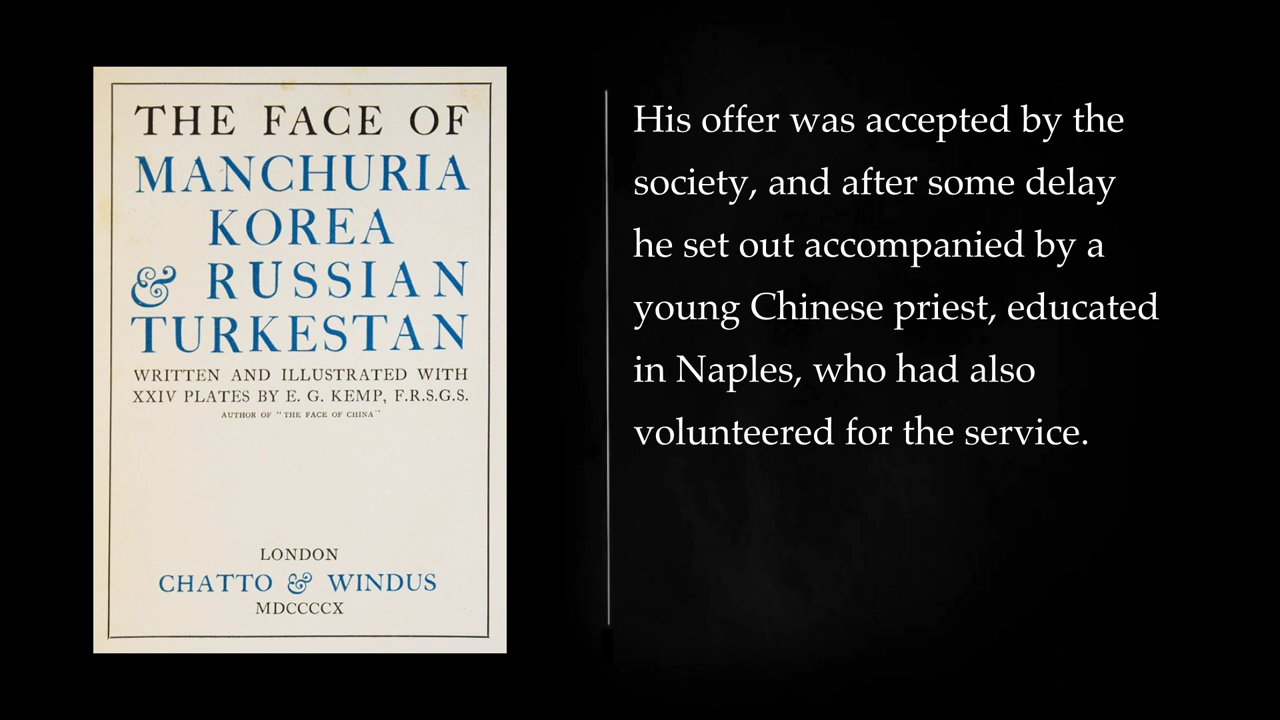 THE FACE OF
MANCHURIA
KOREA
& RUSSIAN
TURKESTAN
WRITTEN AND ILLUSTRATED WITH
XXIV PLATES BY E. G. KEMP, F.R.S.G.S.
AUTHOR OF "THE FACE OF CHINA"
LONDON
CHATTO & WINDUS
MDCCCCX
His offer was accepted by the
society, and after some delay
he set out accompanied by a
young Chinese priest, educated
in Naples, who had also
volunteered for the service.